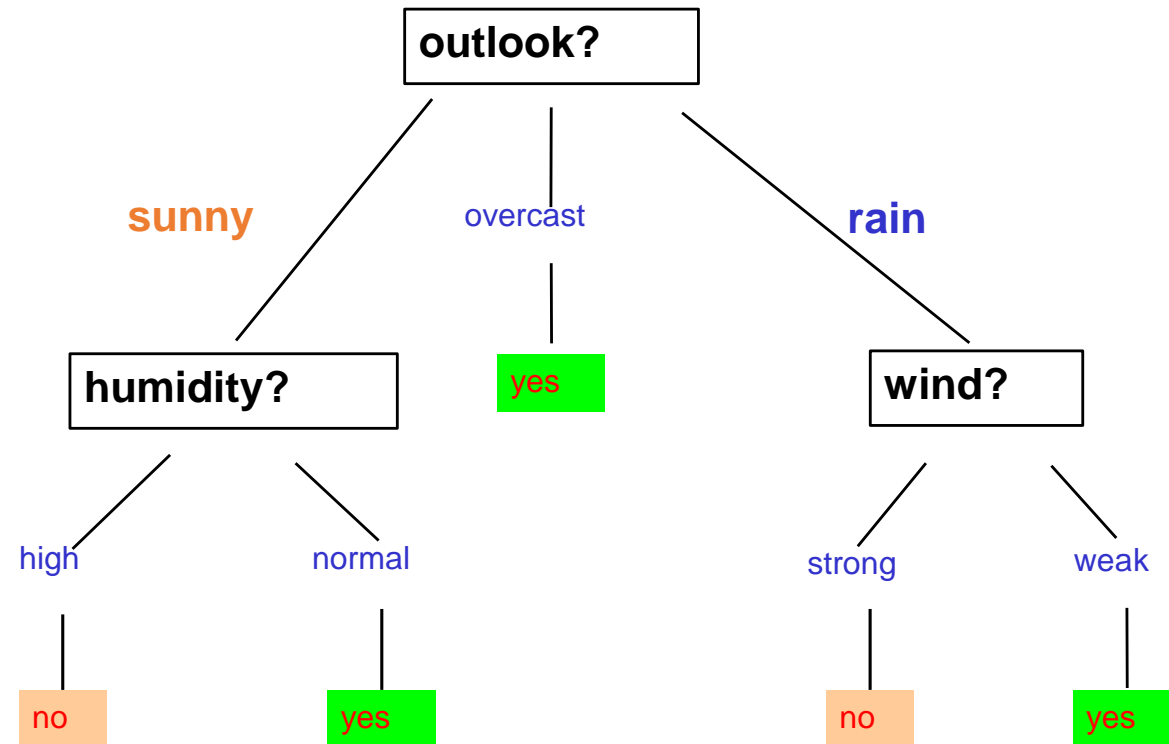 outlook?
sunny
overcast
rain
humidity?
yes
wind?
high
normal
strong
weak
no
yes
no
yes